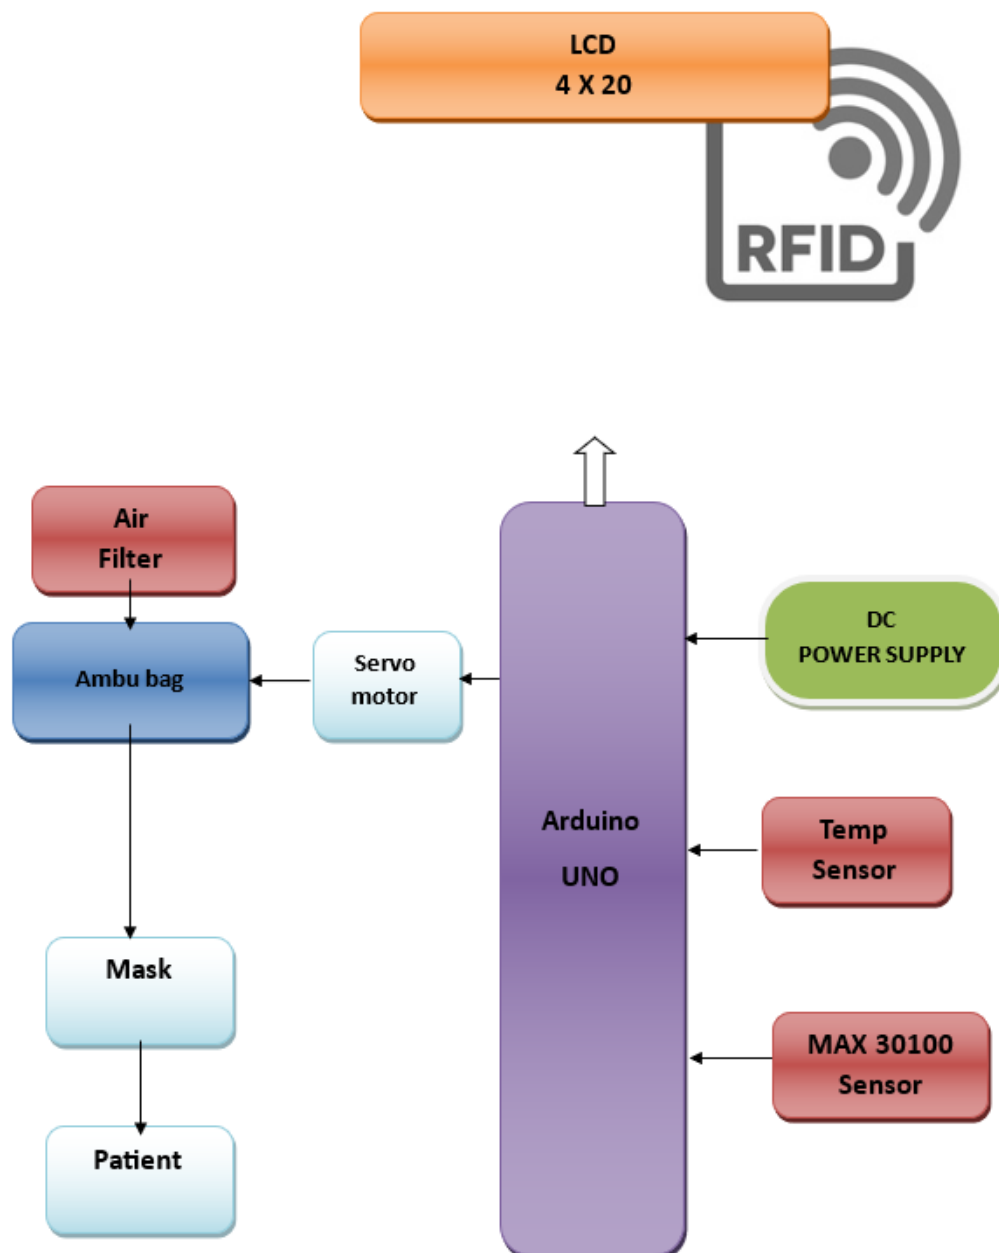 LCD
4 X 20
RFID
Air
Filter
Ambu bag
Servo
motor
DC
POWER SUPPLY
Arduino
UNO
Temp
Sensor
Mask
MAX 30100
Sensor
Patient